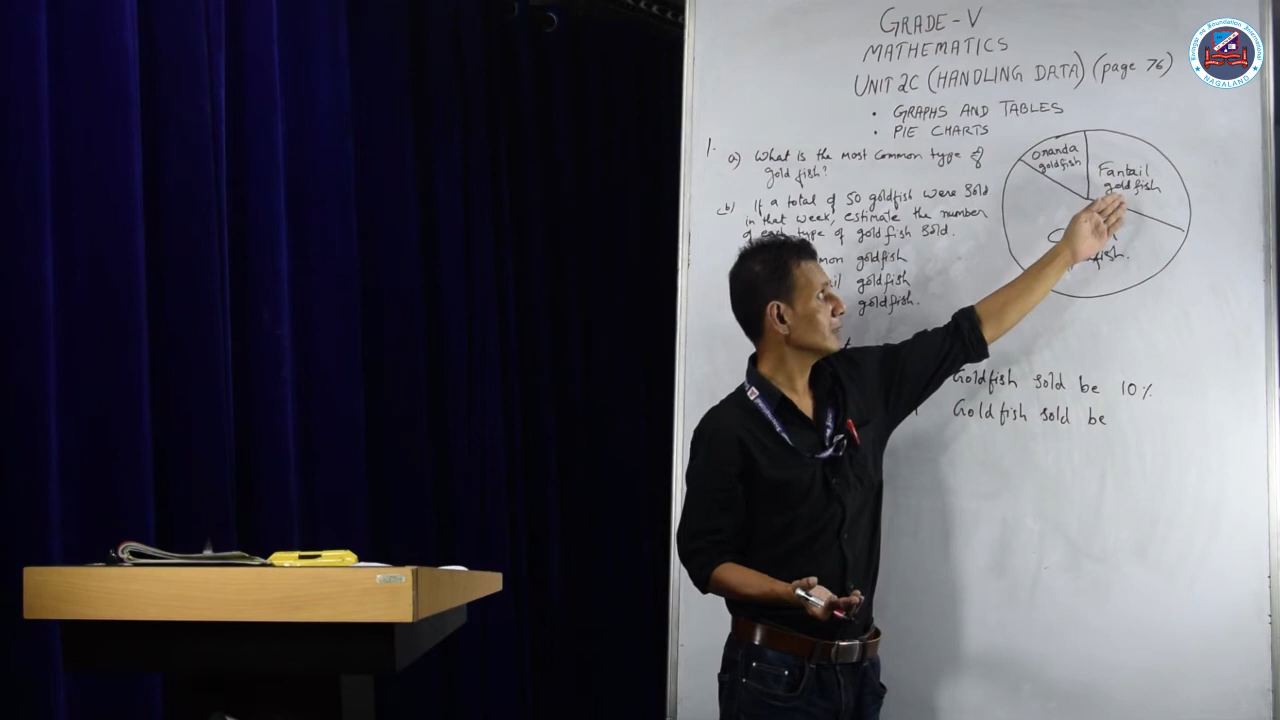 GRADE-V
MATHEMATICS
UNIT 2C (HANDLING DATA) (page 76)
• GRAPHS AND TABLES
• PIE CHARTS
1.
a) What is the most common type of
gold fish?
b) If a total of 50 goldfish were sold
in that week, estimate the number
of each type of goldfish sold.
goldfish
goldfish
goldfish.
Oranda
goldfish
Fantail
goldfish
Goldfish sold be 10%
Goldfish sold be
NAGALAND